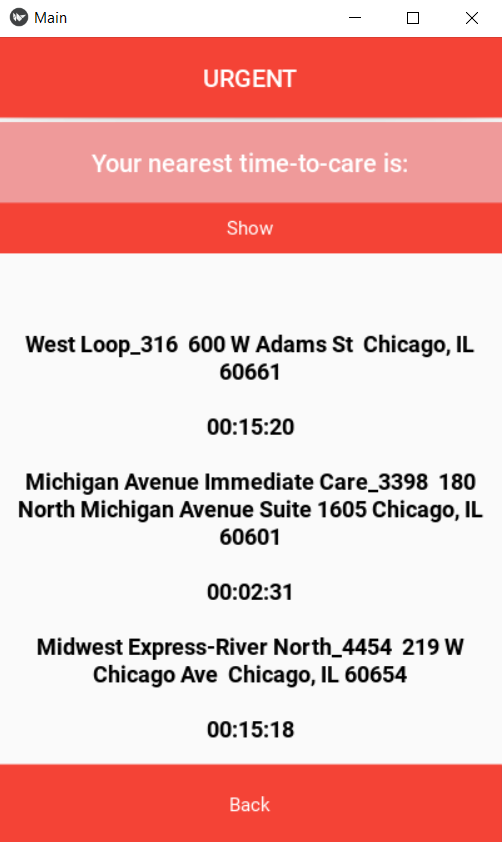 Main
URGENT
Your nearest time-to-care is:
Show
West Loop_316  600 W Adams St  Chicago, IL
60661
00:15:20
Michigan Avenue Immediate Care_3398  180
North Michigan Avenue Suite 1605 Chicago, IL
60601
00:02:31
Midwest Express-River North_4454  219 W
Chicago Ave  Chicago, IL 60654
00:15:18
Back